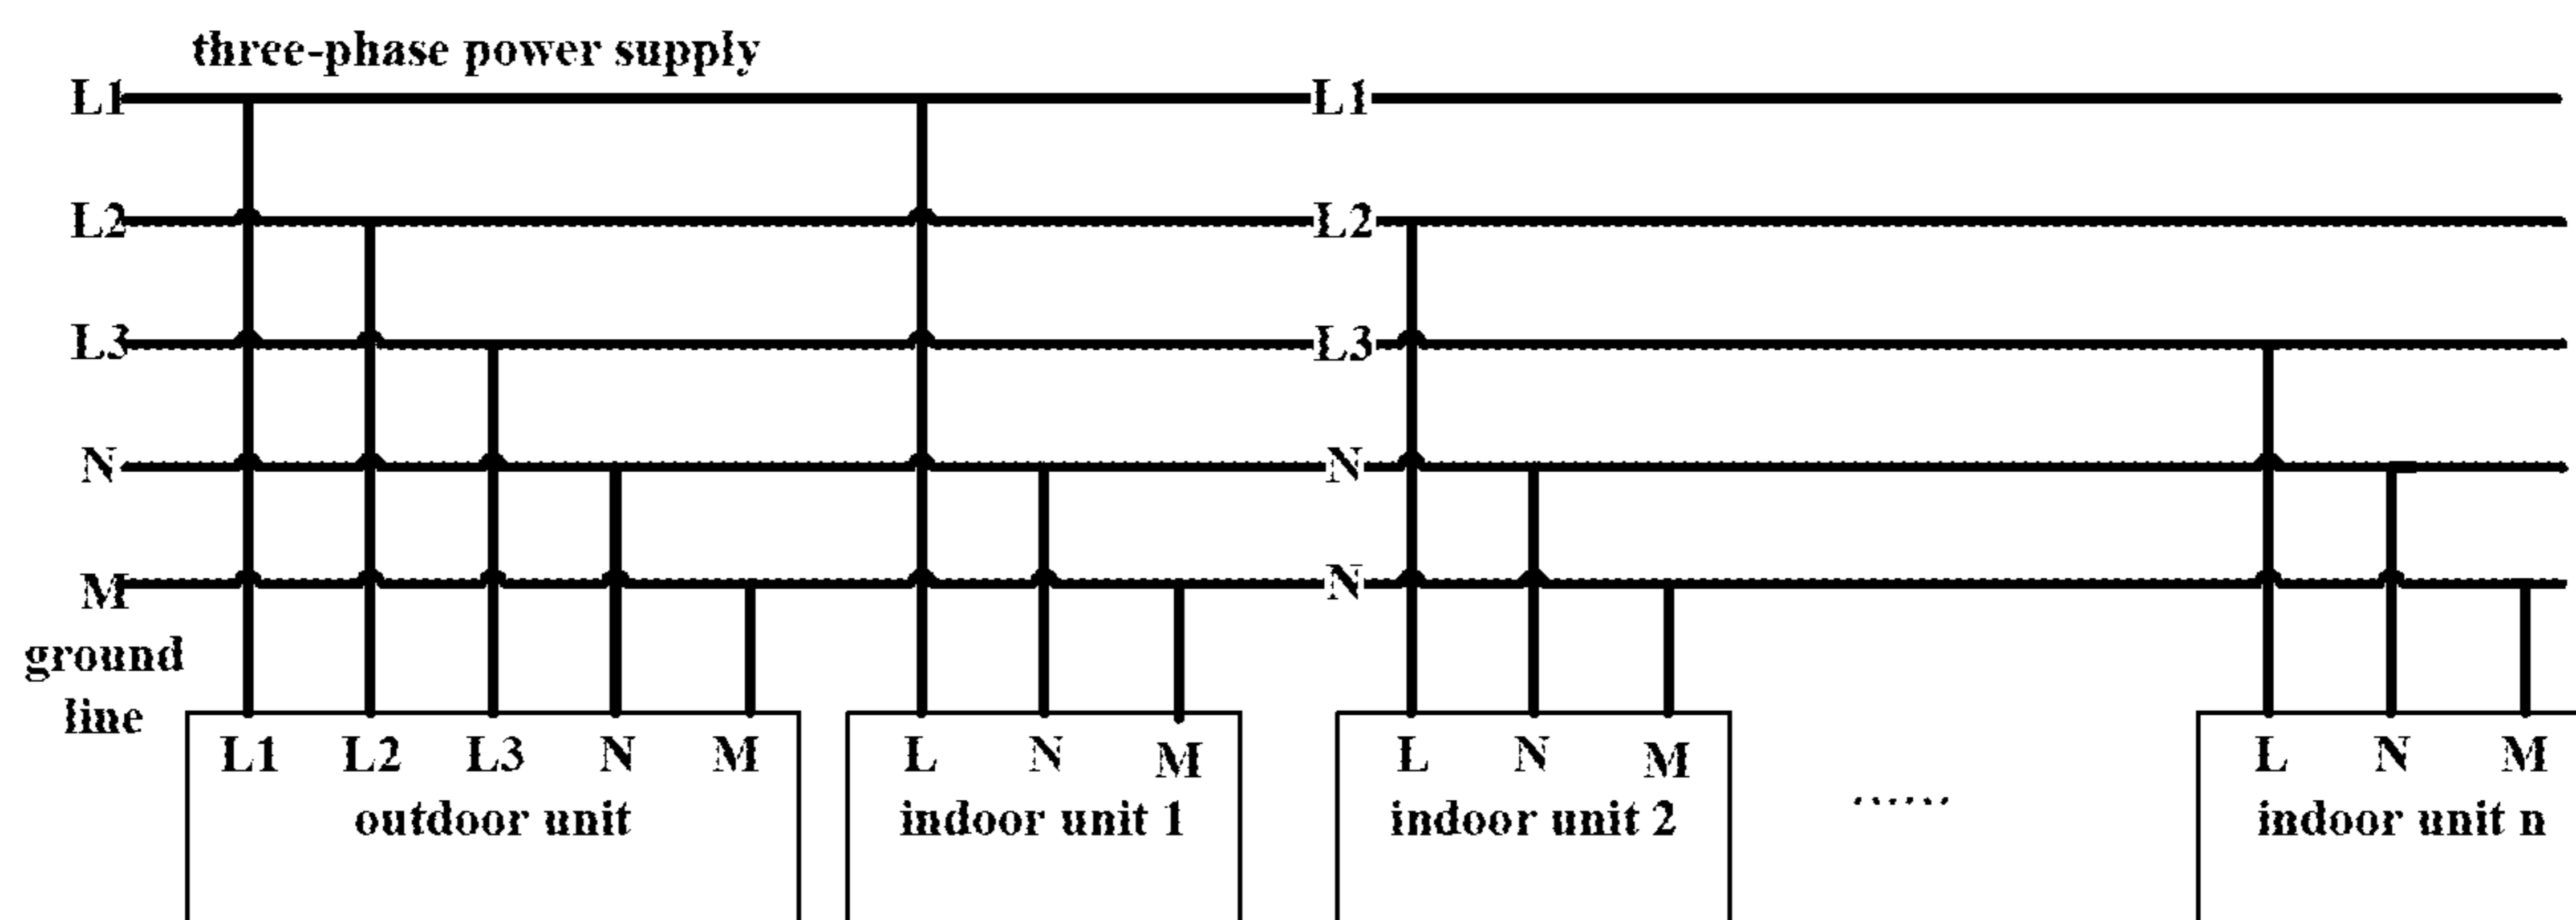 three-phase power supply
L1 L1
L2 L2
L3 L3
N N
M N
ground
line
L1 L2 L3 N M
outdoor unit
L N M
indoor unit 1
L N M
indoor unit 2
......
L N M
indoor unit n